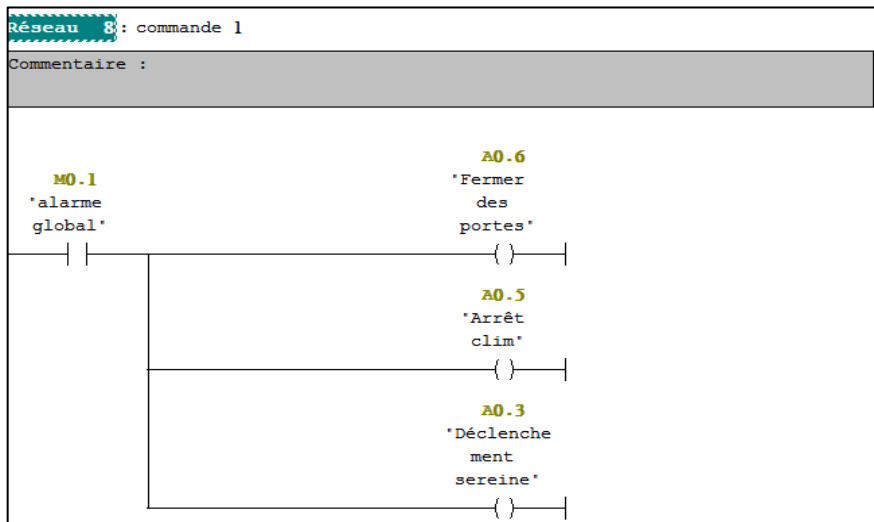 Réseau 8: commande 1
Commentaire :
A0.6
"Fermer
des
portes"
M0.1
"alarme
global"
A0.5
"Arrêt
clim"
A0.3
"Déclenche
ment
sereine"